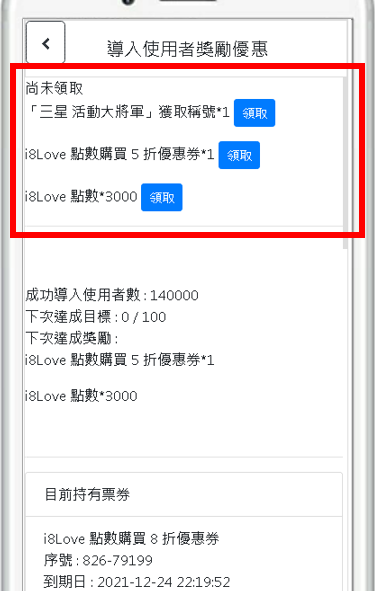 導入使用者獎勵優惠
尚未領取
「三星 活動大將軍」獲取稱號*1 領取
i8Love 點數購買 5 折優惠券*1 領取
i8Love 點數*3000 領取
成功導入使用者數 : 140000
下次達成目標 : 0 / 100
下次達成獎勵 :
i8Love 點數購買 5 折優惠券*1
i8Love 點數*3000
目前持有票券
i8Love 點數購買 8 折優惠券
序號 : 826-79199
到期日 : 2021-12-24 22:19:52